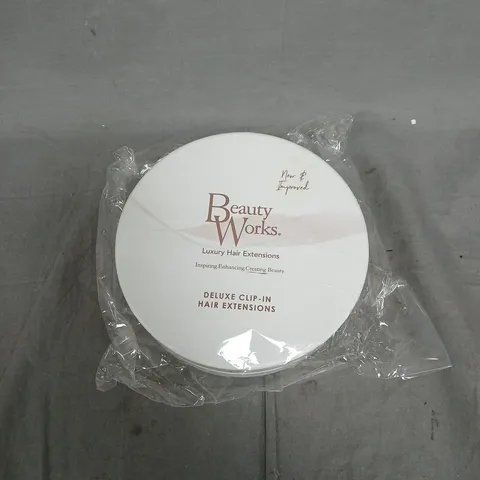 New &
Improved
Beauty
Works.
Luxury Hair Extensions
Inspiring.Enhancing.Creating Beauty
DELUXE CLIP-IN
HAIR EXTENSIONS